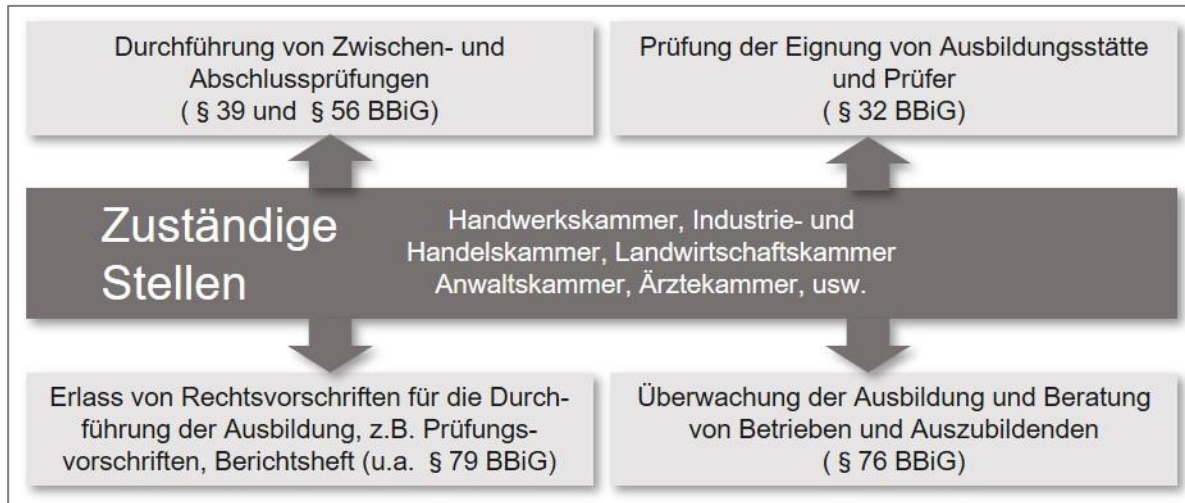 Durchführung von Zwischen- und
Abschlussprüfungen
( § 39 und § 56 BBiG)
Prüfung der Eignung von Ausbildungsstätte
und Prüfer
( § 32 BBiG)
Zuständige
Stellen
Handwerkskammer, Industrie- und
Handelskammer, Landwirtschaftskammer
Anwaltskammer, Ärztekammer, usw.
Erlass von Rechtsvorschriften für die Durch-
führung der Ausbildung, z.B. Prüfungs-
vorschriften, Berichtsheft (u.a. § 79 BBiG)
Überwachung der Ausbildung und Beratung
von Betrieben und Auszubildenden
( § 76 BBiG)